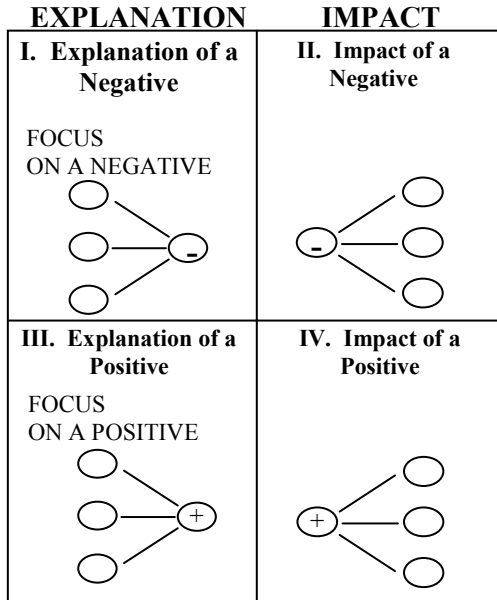 EXPLANATION IMPACT
I. Explanation of a
Negative
FOCUS
ON A NEGATIVE
-
II. Impact of a
Negative
-
III. Explanation of a
Positive
FOCUS
ON A POSITIVE
+
IV. Impact of a
Positive
+